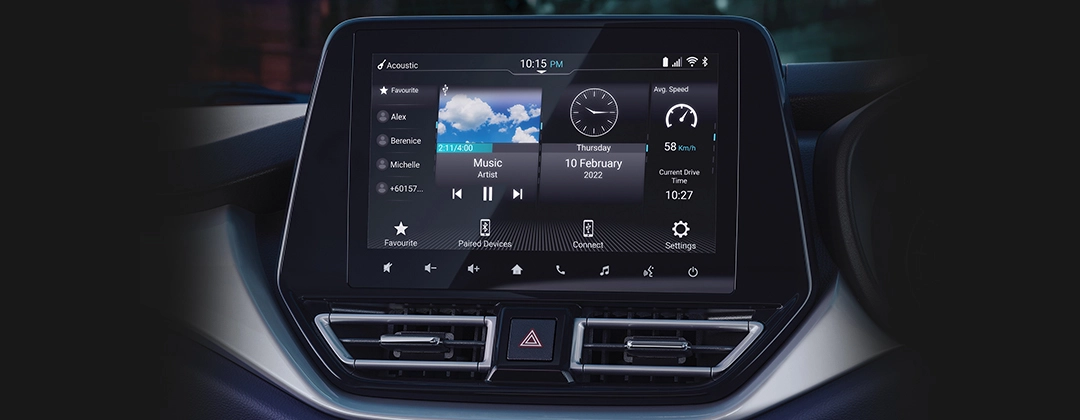 Acoustic
10:15 PM
Favourite
Alex
Berenice
Michelle
+60157...
2:11/4:00
Music
Artist
Thursday
10 February
2022
Avg. Speed
58 Km/h
Current Drive
Time
10:27
Favourite
Paired Devices
Connect
Settings